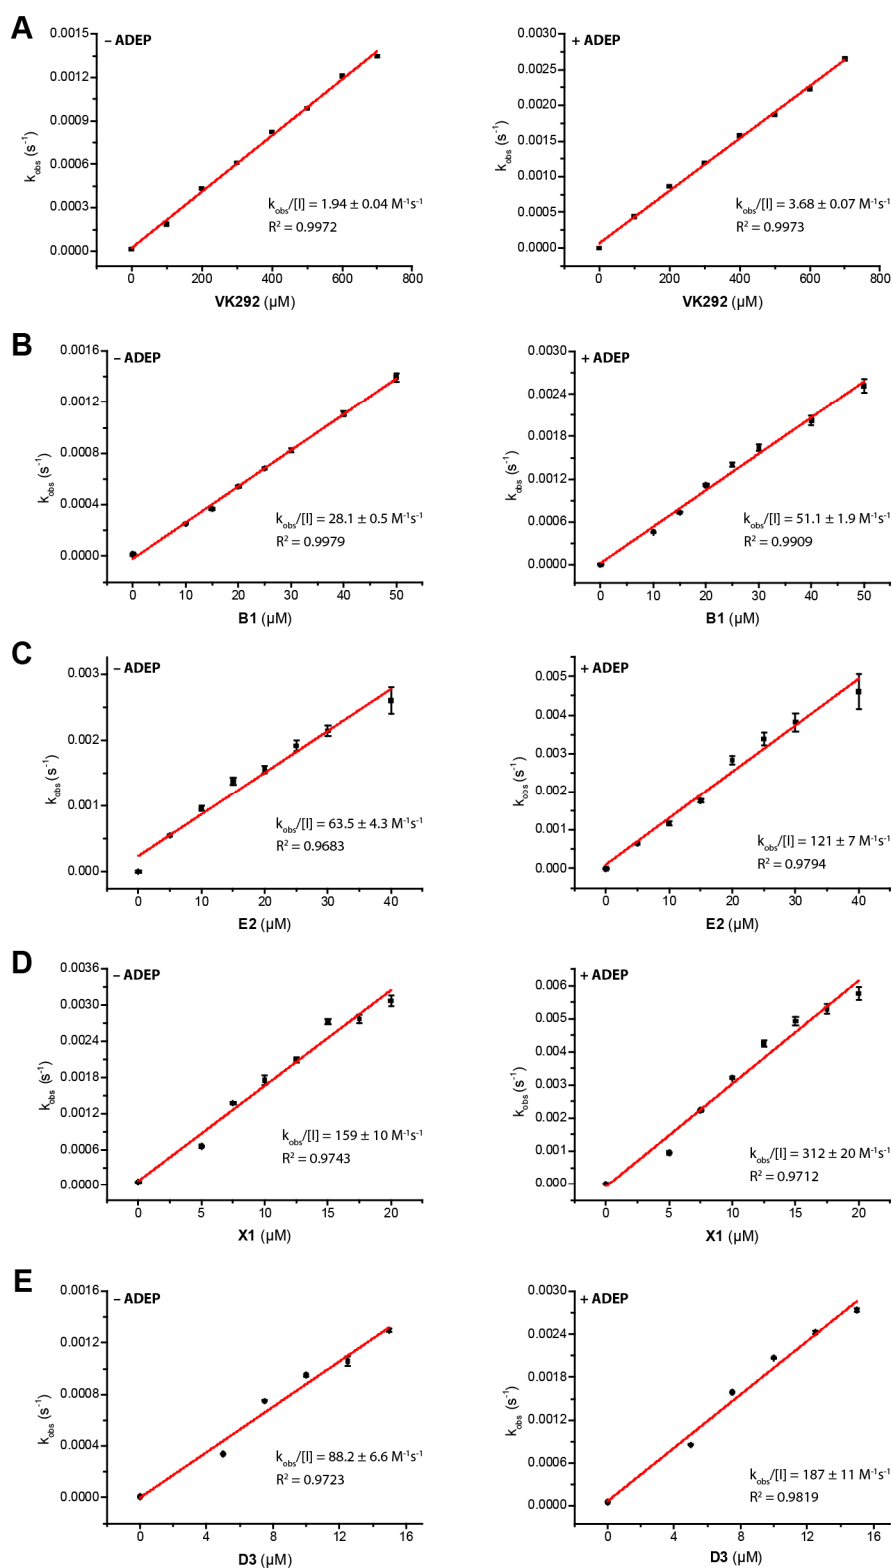 A
– ADEP
0.0015
0.0012
0.0009
0.0006
0.0003
0.0000
k_obs (s⁻¹)
k_obs/[I] = 1.94 ± 0.04 M⁻¹s⁻¹
R² = 0.9972
0 200 400 600 800
VK292 (µM)
+ ADEP
0.0030
0.0025
0.0020
0.0015
0.0010
0.0005
0.0000
k_obs (s⁻¹)
k_obs/[I] = 3.68 ± 0.07 M⁻¹s⁻¹
R² = 0.9973
0 200 400 600 800
VK292 (µM)
B
– ADEP
0.0016
0.0012
0.0008
0.0004
0.0000
k_obs (s⁻¹)
k_obs/[I] = 28.1 ± 0.5 M⁻¹s⁻¹
R² = 0.9979
0 10 20 30 40 50
B1 (µM)
+ ADEP
0.0030
0.0024
0.0018
0.0012
0.0006
0.0000
k_obs (s⁻¹)
k_obs/[I] = 51.1 ± 1.9 M⁻¹s⁻¹
R² = 0.9909
0 10 20 30 40 50
B1 (µM)
C
– ADEP
0.003
0.002
0.001
0.000
k_obs (s⁻¹)
k_obs/[I] = 63.5 ± 4.3 M⁻¹s⁻¹
R² = 0.9683
0 10 20 30 40
E2 (µM)
+ ADEP
0.005
0.004
0.003
0.002
0.001
0.000
k_obs (s⁻¹)
k_obs/[I] = 121 ± 7 M⁻¹s⁻¹
R² = 0.9794
0 10 20 30 40
E2 (µM)
D
– ADEP
0.0036
0.0030
0.0024
0.0018
0.0012
0.0006
0.0000
k_obs (s⁻¹)
k_obs/[I] = 159 ± 10 M⁻¹s⁻¹
R² = 0.9743
0 5 10 15 20
X1 (µM)
+ ADEP
0.006
0.005
0.004
0.003
0.002
0.001
0.000
k_obs (s⁻¹)
k_obs/[I] = 312 ± 20 M⁻¹s⁻¹
R² = 0.9712
0 5 10 15 20
X1 (µM)
E
– ADEP
0.0016
0.0012
0.0008
0.0004
0.0000
k_obs (s⁻¹)
k_obs/[I] = 88.2 ± 6.6 M⁻¹s⁻¹
R² = 0.9723
0 4 8 12 16
D3 (µM)
+ ADEP
0.0030
0.0024
0.0018
0.0012
0.0006
0.0000
k_obs (s⁻¹)
k_obs/[I] = 187 ± 11 M⁻¹s⁻¹
R² = 0.9819
0 4 8 12 16
D3 (µM)